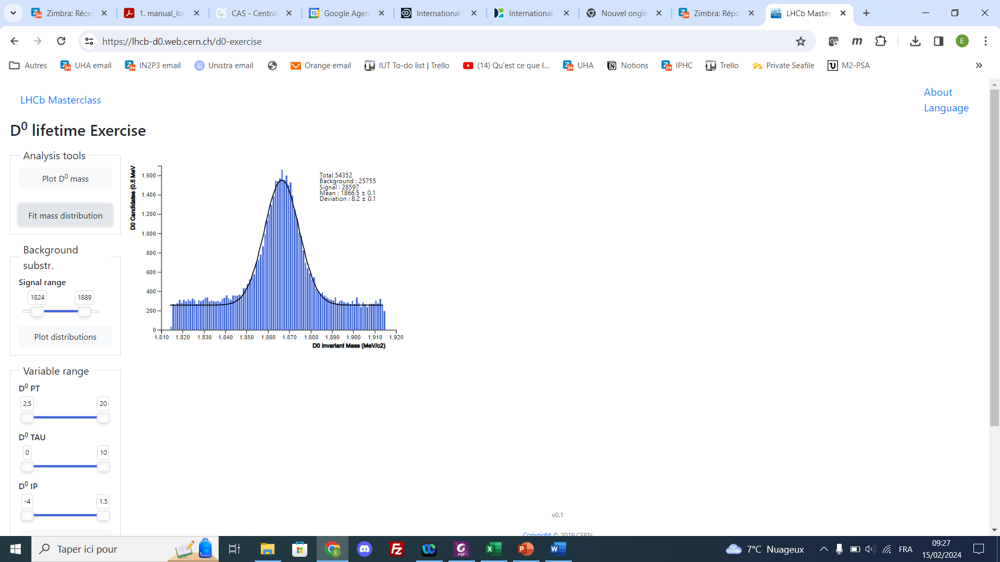 Zimbra: Récep
1. manual_loc
CAS - Central
Google Agen
International
International
Nouvel ongle
Zimbra: Répo
LHCb Master
https://lhcb-d0.web.cern.ch/d0-exercise
E
Autres
UHA email
IN2P3 email
Unistra email
Orange email
IUT To-do list | Trello
(14) Qu'est ce que l...
UHA
Notions
IPHC
Trello
Private Seafile
M2-PSA
LHCb Masterclass
About
Language
D0 lifetime Exercise
Analysis tools
Plot D0 mass
Fit mass distribution
Background
substr.
Signal range
1824
1889
Plot distributions
Variable range
D0 PT
2.5
20
D0 TAU
0
10
D0 IP
-4
1.5
D0 Candidates (0.5 MeV
1,600
1,400
1,200
1,000
800
600
400
200
0
Total 54352
Background : 25755
Signal : 28597
Mean : 1866.5 ± 0.1
Deviation : 8.2 ± 0.1
1,810 1,820 1,830 1,840 1,850 1,860 1,870 1,880 1,890 1,900 1,910 1,920
D0 Invariant Mass (MeV/c2)
v0.1
Copyright © 2019 CERN
Taper ici pour
7°C Nuageux
FRA
09:27
15/02/2024